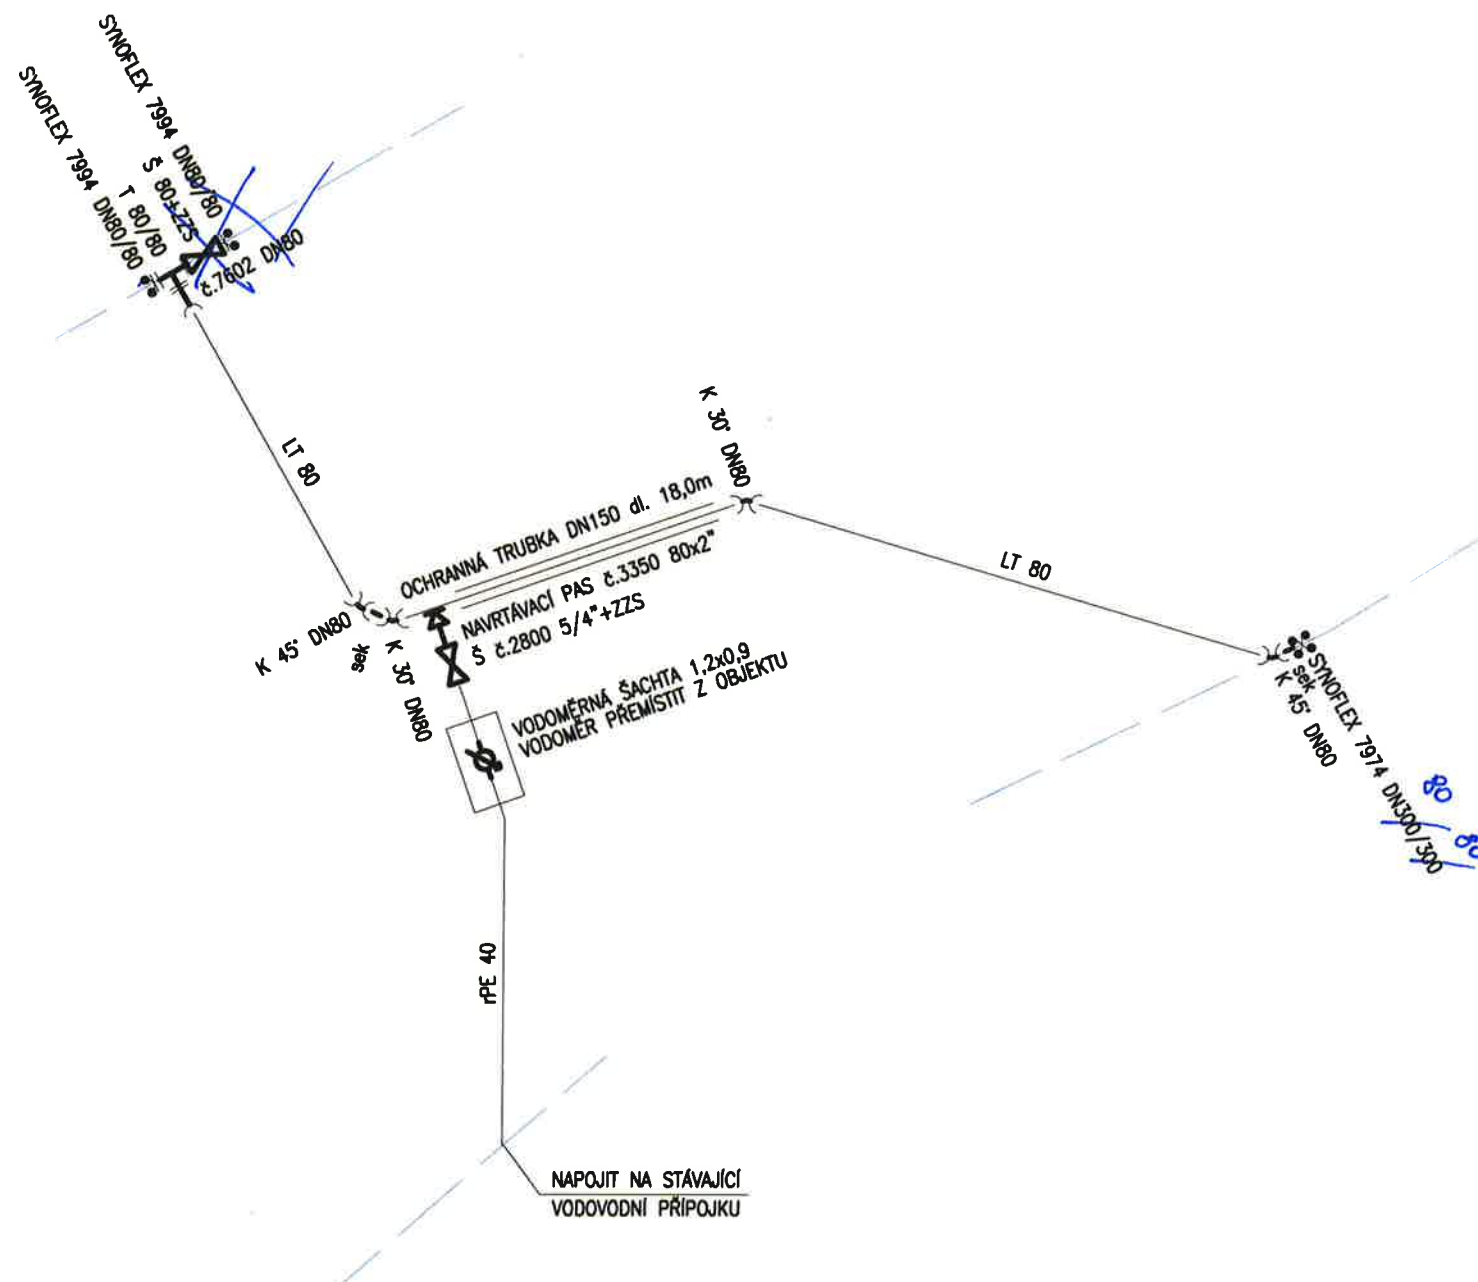 SYNOFLEX 7994 DN80/80
Š 80+ZZS
T 80/80
SYNOFLEX 7994 DN80/80
č.7602 DN80
LT 80
K 30° DN80
OCHRANNÁ TRUBKA DN150 dl. 18,0m
NAVRTÁVACÍ PAS č.3350 80x2"
Š č.2800 5/4"+ZZS
K 45° DN80
sek
K 30° DN80
VODOMĚRNÁ ŠACHTA 1,2x0,9
VODOMĚR PŘEMÍSTIT Z OBJEKTU
LT 80
SYNOFLEX 7974 DN300/300
sek
K 45° DN80
80
80
rPE 40
NAPOJIT NA STÁVAJÍCÍ
VODOVODNÍ PŘÍPOJKU